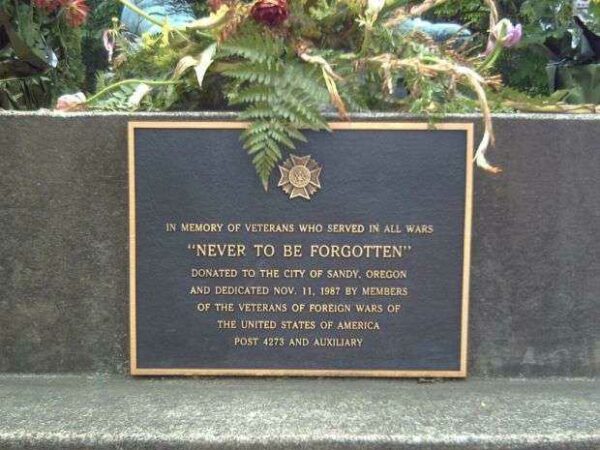 IN MEMORY OF VETERANS WHO SERVED IN ALL WARS
"NEVER TO BE FORGOTTEN"
DONATED TO THE CITY OF SANDY, OREGON
AND DEDICATED NOV. 11, 1987 BY MEMBERS
OF THE VETERANS OF FOREIGN WARS OF
THE UNITED STATES OF AMERICA
POST 4273 AND AUXILIARY